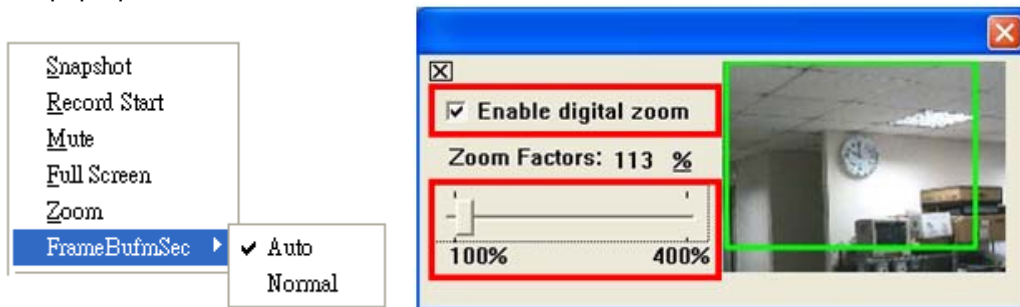 Snapshot
Record Start
Mute
Full Screen
Zoom
FrameBufmSec
Auto
Normal
Enable digital zoom
Zoom Factors: 113 %
100% 400%